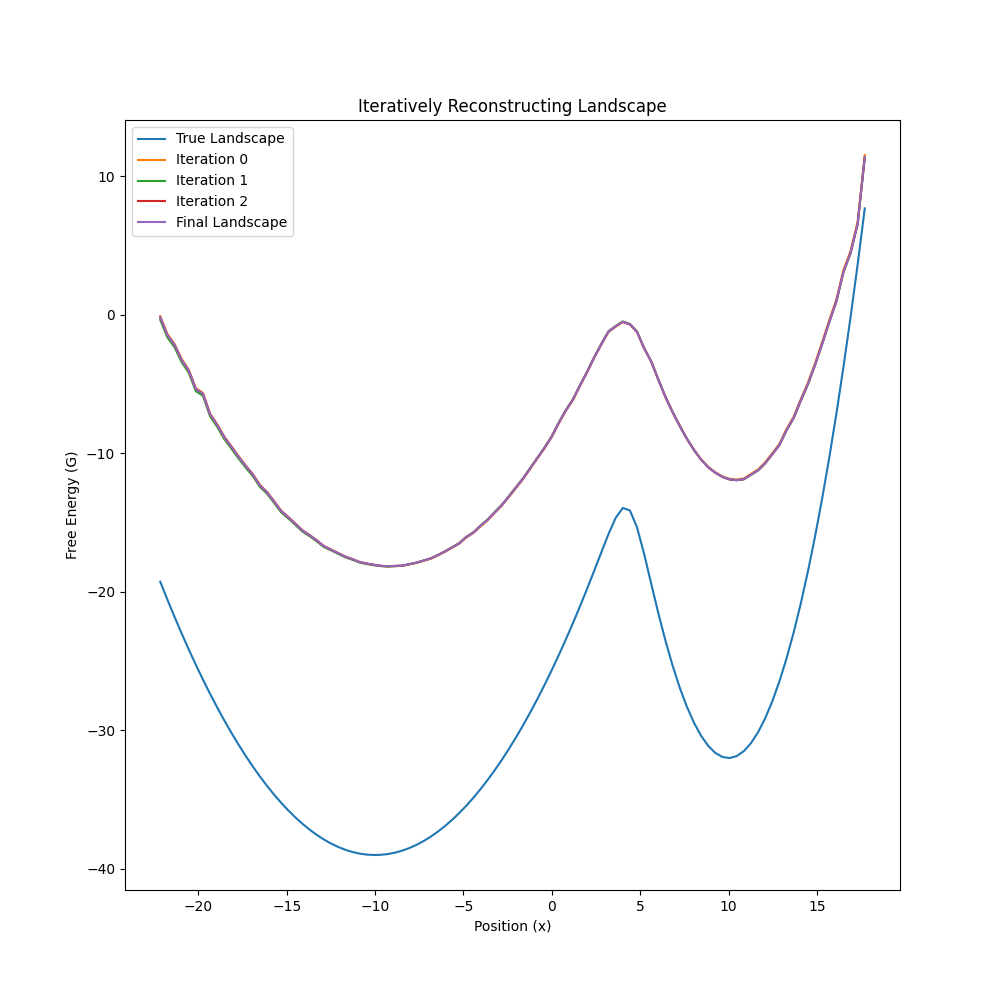 Iteratively Reconstructing Landscape
True Landscape
Iteration 0
Iteration 1
Iteration 2
Final Landscape
10
0
−10
−20
−30
−40
Free Energy (G)
−20 −15 −10 −5 0 5 10 15
Position (x)